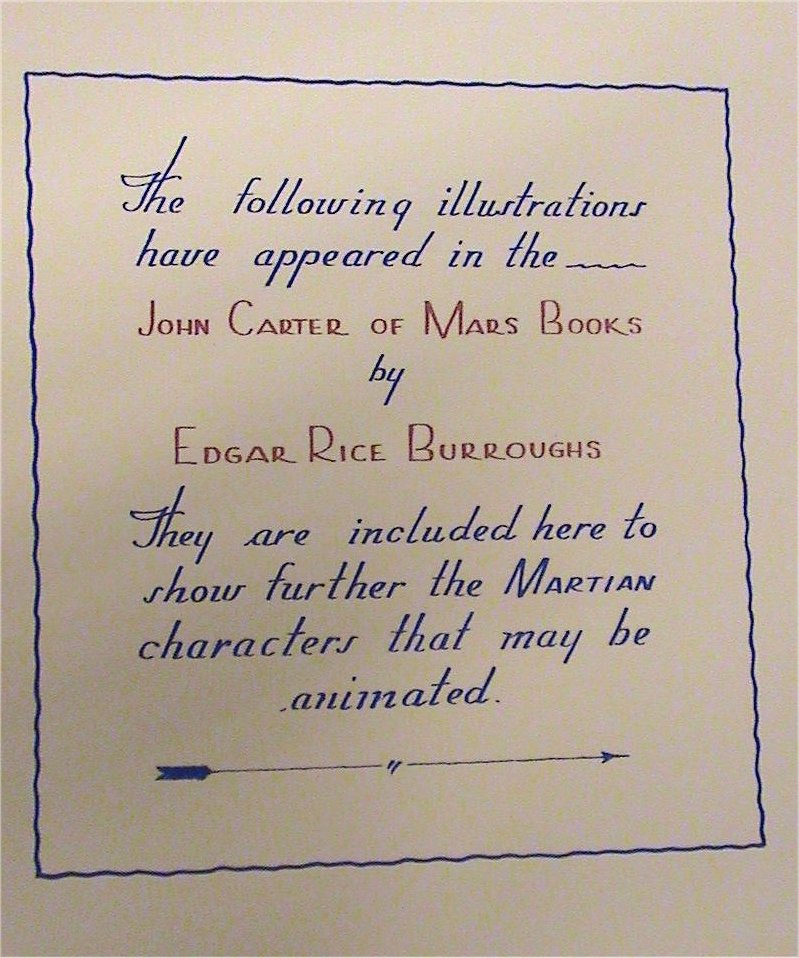 The following illustrations
have appeared in the
JOHN CARTER OF MARS BOOKS
by
EDGAR RICE BURROUGHS
They are included here to
show further the MARTIAN
characters that may be
animated.